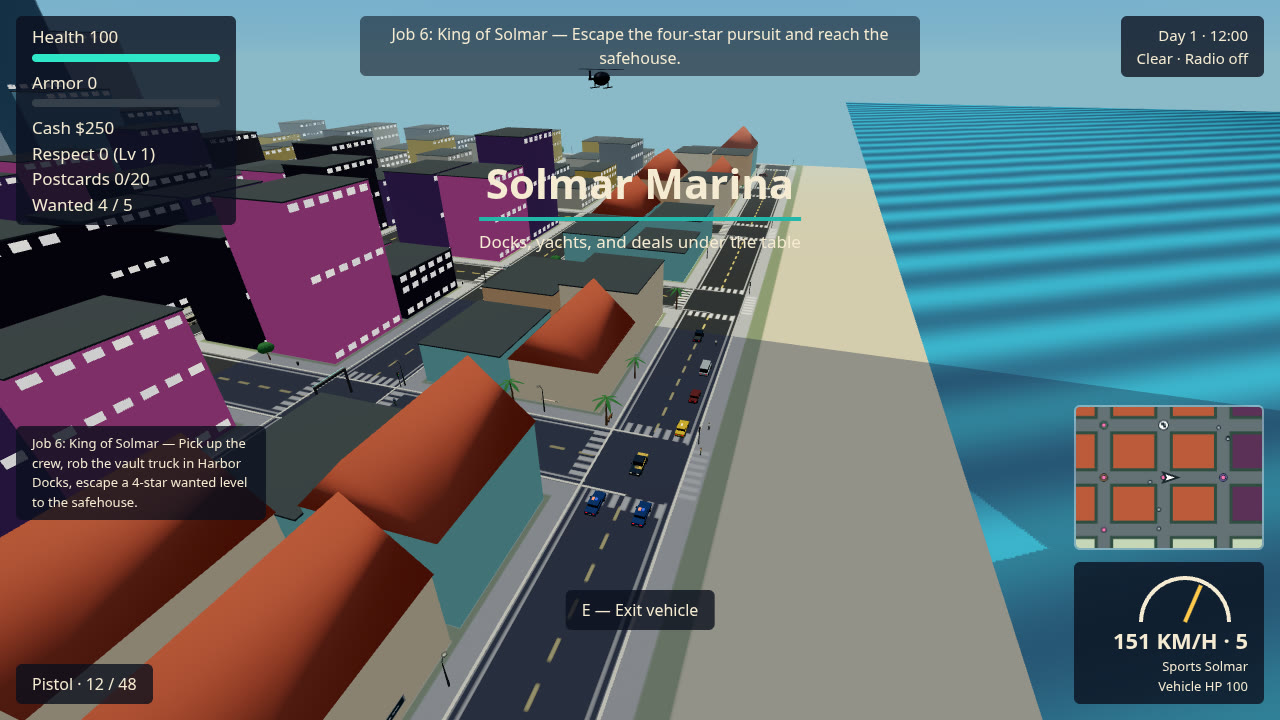 Health 100
Armor 0
Cash $250
Respect 0 (Lv 1)
Postcards 0/20
Wanted 4 / 5
Job 6: King of Solmar — Escape the four-star pursuit and reach the
safehouse.
Day 1 · 12:00
Clear · Radio off
Solmar Marina
Docks, yachts, and deals under the table
Job 6: King of Solmar — Pick up the
crew, rob the vault truck in Harbor
Docks, escape a 4-star wanted level
to the safehouse.
E — Exit vehicle
151 KM/H · 5
Sports Solmar
Vehicle HP 100
Pistol · 12 / 48